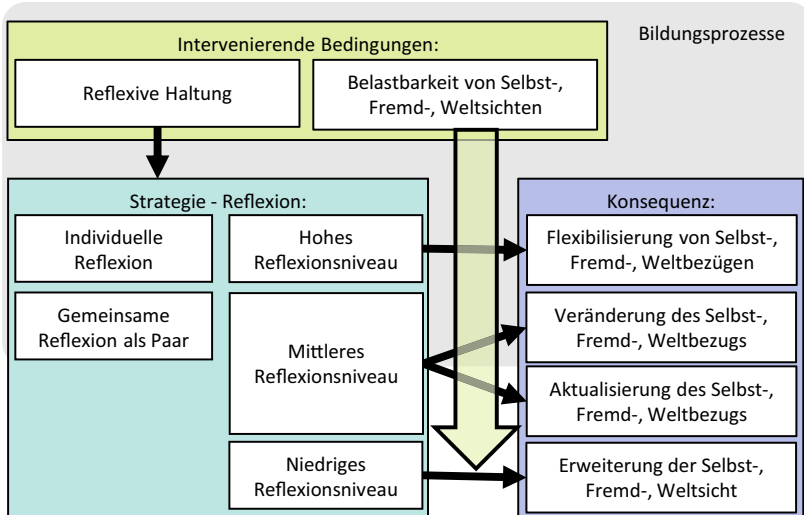 Bildungsprozesse
Intervenierende Bedingungen:
Reflexive Haltung
Belastbarkeit von Selbst-,
Fremd-, Weltsichten
Strategie - Reflexion:
Individuelle
Reflexion
Gemeinsame
Reflexion als Paar
Hohes
Reflexionsniveau
Mittleres
Reflexionsniveau
Niedriges
Reflexionsniveau
Konsequenz:
Flexibilisierung von Selbst-,
Fremd-, Weltbezügen
Veränderung des Selbst-,
Fremd-, Weltbezugs
Aktualisierung des Selbst-,
Fremd-, Weltbezugs
Erweiterung der Selbst-,
Fremd-, Weltsicht